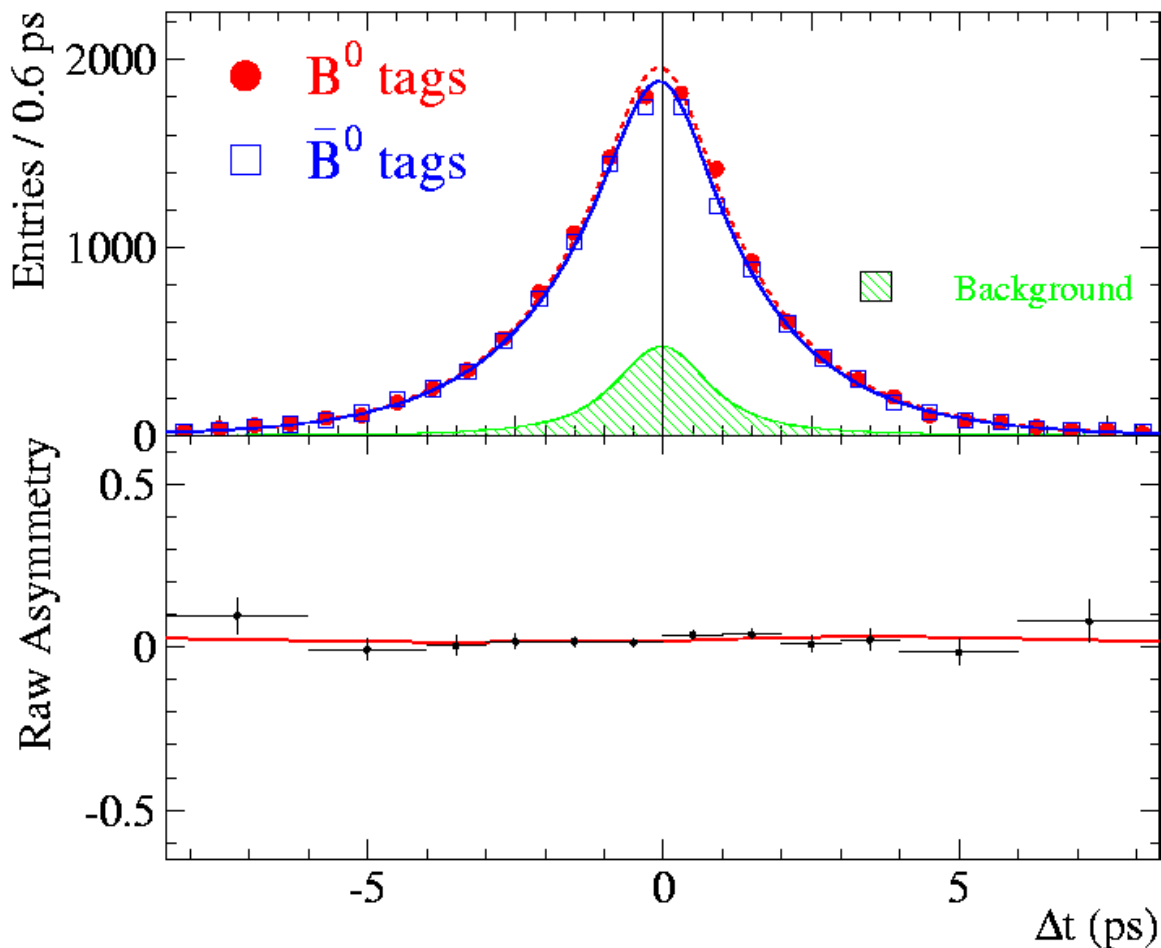 Entries / 0.6 ps
2000
1000
0
B⁰ tags
B̄⁰ tags
Background
Raw Asymmetry
0.5
0
-0.5
-5
0
5
Δt (ps)